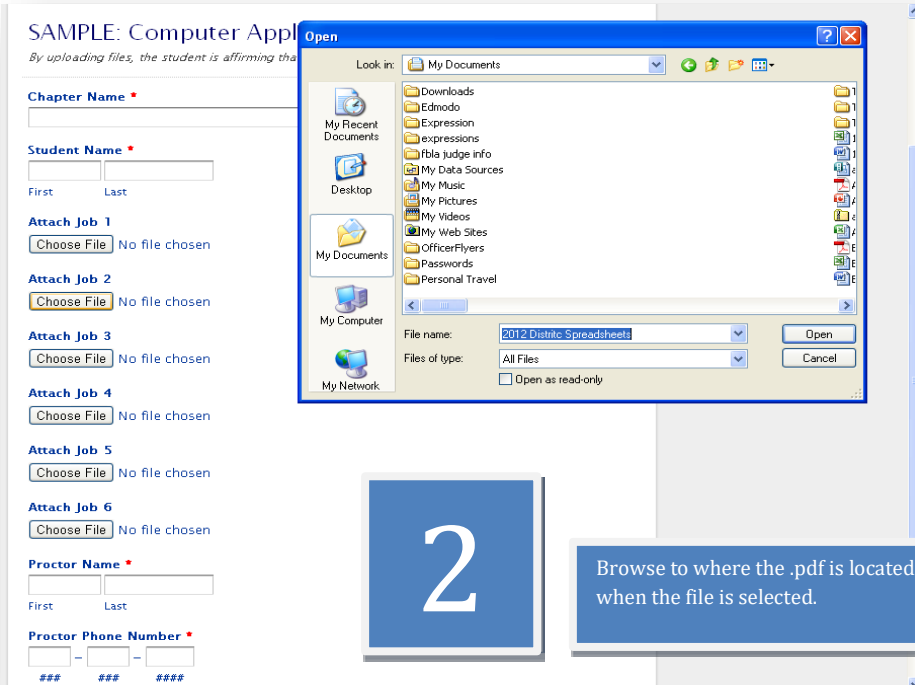 SAMPLE: Computer Appl
By uploading files, the student is affirming tha
Chapter Name *
Student Name *
First Last
Attach Job 1
Choose File No file chosen
Attach Job 2
Choose File No file chosen
Attach Job 3
Choose File No file chosen
Attach Job 4
Choose File No file chosen
Attach Job 5
Choose File No file chosen
Attach Job 6
Choose File No file chosen
Proctor Name *
First Last
Proctor Phone Number *
### ### ####
Open
Look in: My Documents
My Recent
Documents
Desktop
My Documents
My Computer
My Network
Downloads
Edmodo
Expression
expressions
fbla judge info
My Data Sources
My Music
My Pictures
My Videos
My Web Sites
OfficerFlyers
Passwords
Personal Travel
File name: 2012 Distritc Spreadsheets Open
Files of type: All Files Cancel
Open as read-only
2
Browse to where the .pdf is located
when the file is selected.